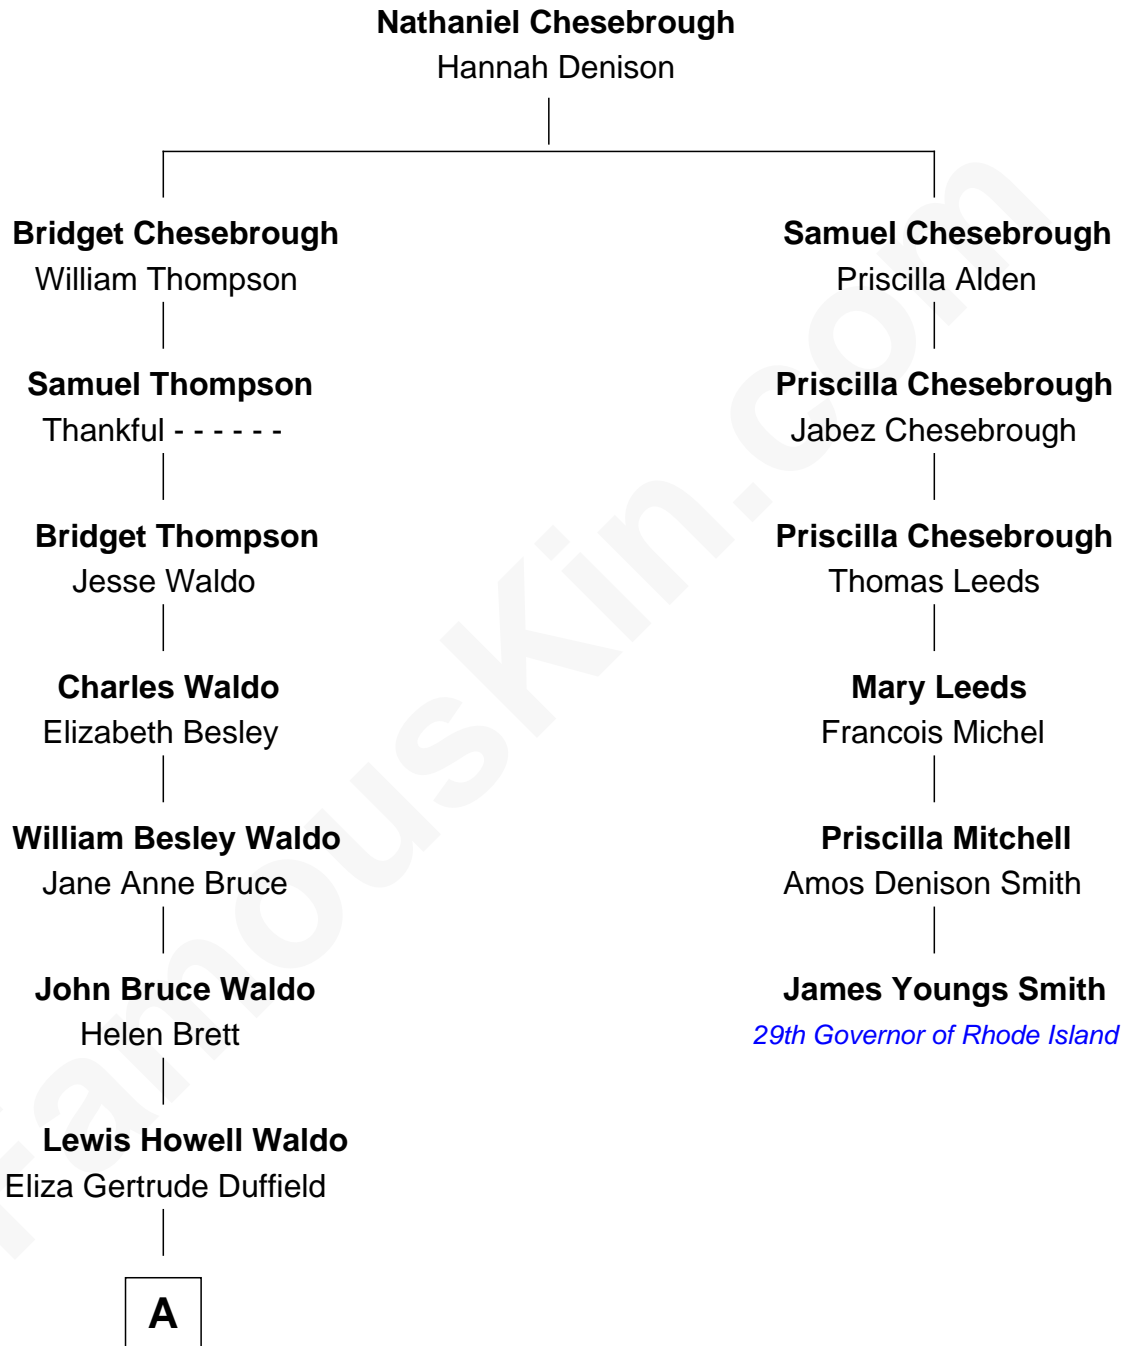 Nathaniel Chesebrough
Hannah Denison
Bridget Chesebrough
William Thompson
Samuel Chesebrough
Priscilla Alden
Samuel Thompson
Thankful - - - - - -
Priscilla Chesebrough
Jabez Chesebrough
Bridget Thompson
Jesse Waldo
Priscilla Chesebrough
Thomas Leeds
Charles Waldo
Elizabeth Besley
Mary Leeds
Francois Michel
William Besley Waldo
Jane Anne Bruce
Priscilla Mitchell
Amos Denison Smith
John Bruce Waldo
Helen Brett
James Youngs Smith
29th Governor of Rhode Island
Lewis Howell Waldo
Eliza Gertrude Duffield
A
FamousKin.com